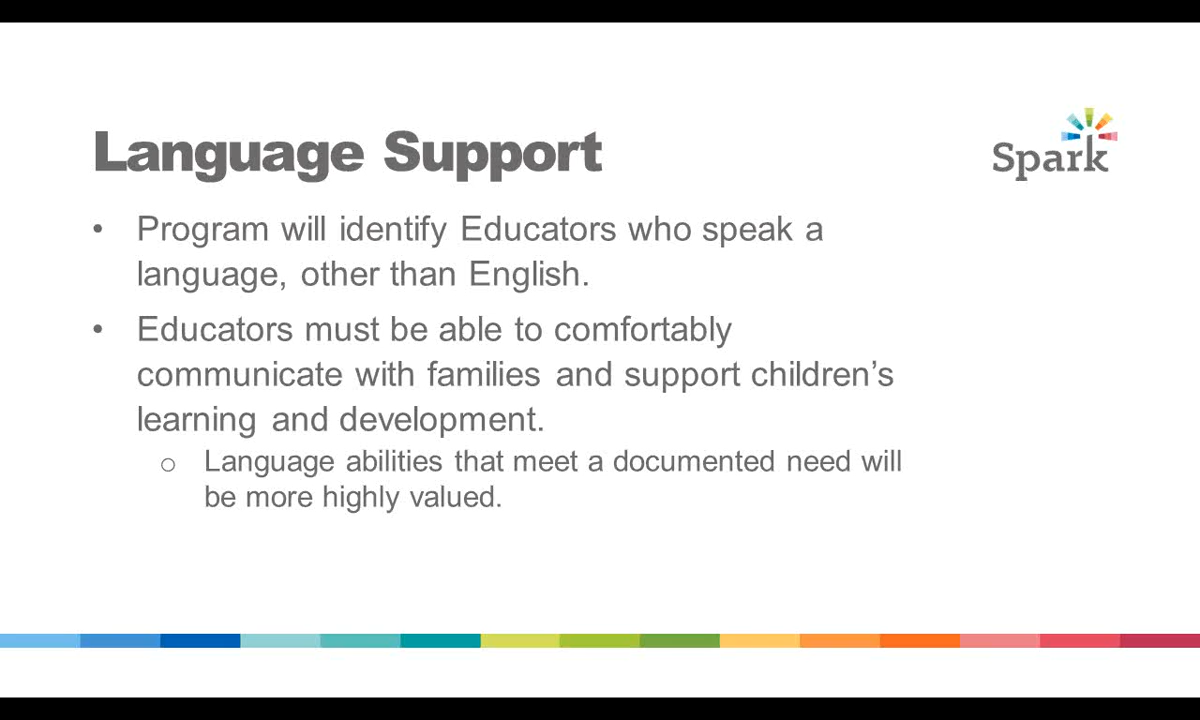 Language Support
Spark
• Program will identify Educators who speak a
language, other than English.
• Educators must be able to comfortably
communicate with families and support children’s
learning and development.
o Language abilities that meet a documented need will
be more highly valued.